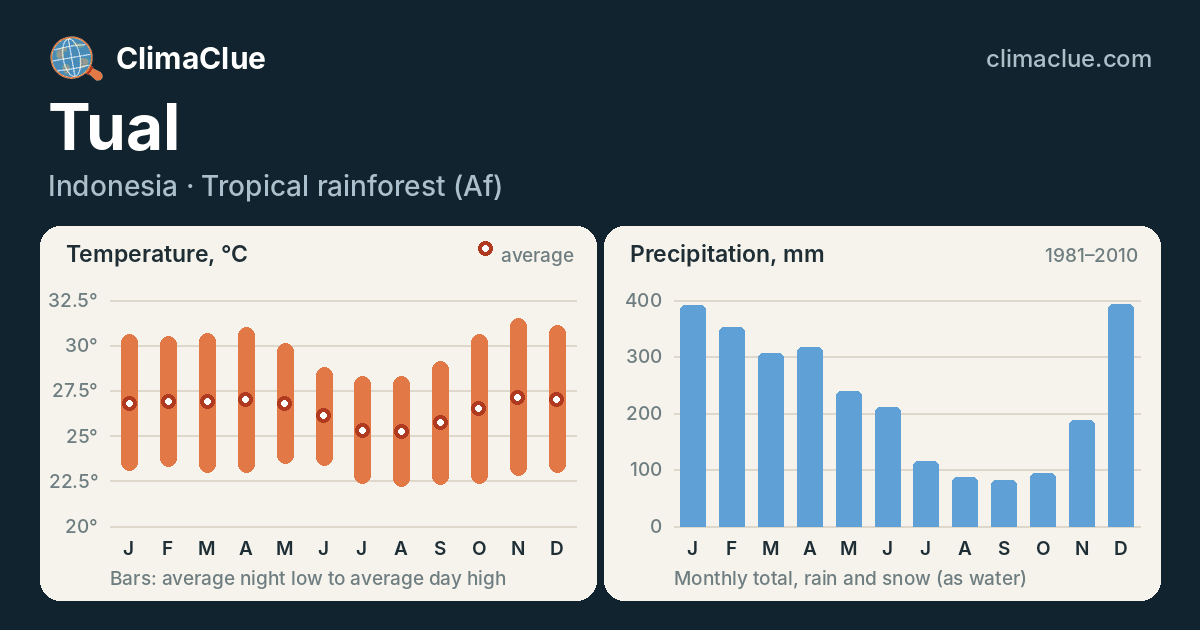 ClimaClue
climaclue.com
Tual
Indonesia · Tropical rainforest (Af)
Temperature, °C
average
32.5°
30°
27.5°
25°
22.5°
20°
J F M A M J J A S O N D
Bars: average night low to average day high
Precipitation, mm
1981–2010
400
300
200
100
0
J F M A M J J A S O N D
Monthly total, rain and snow (as water)